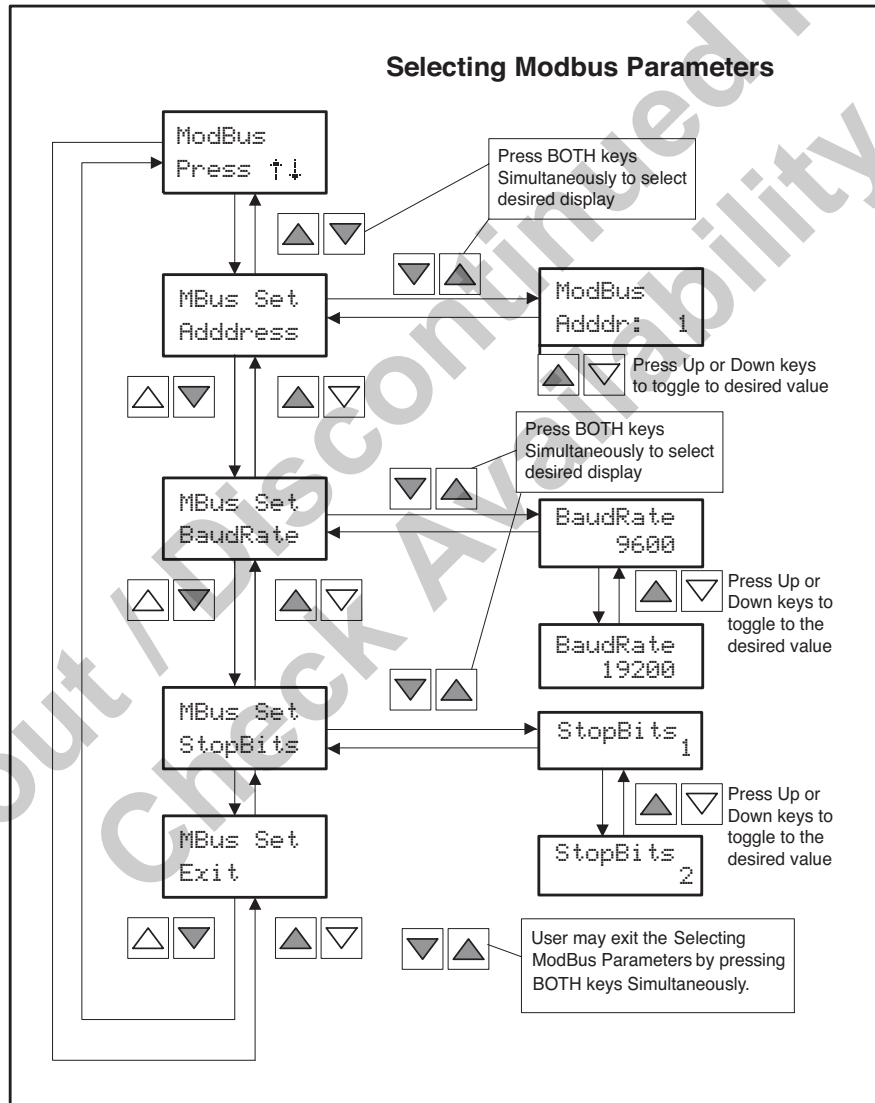 Selecting Modbus Parameters
ModBus
Press ↑↓
Press BOTH keys
Simultaneously to select
desired display
MBus Set
Adddress
ModBus
Adddr: 1
Press Up or Down keys
to toggle to desired value
Press BOTH keys
Simultaneously to select
desired display
MBus Set
BaudRate
BaudRate
9600
Press Up or
Down keys to
toggle to the
desired value
BaudRate
19200
MBus Set
StopBits
StopBits
1
Press Up or
Down keys to
toggle to the
desired value
StopBits
2
MBus Set
Exit
User may exit the Selecting
ModBus Parameters by pressing
BOTH keys Simultaneously.
out / Discontinued
Check Availability